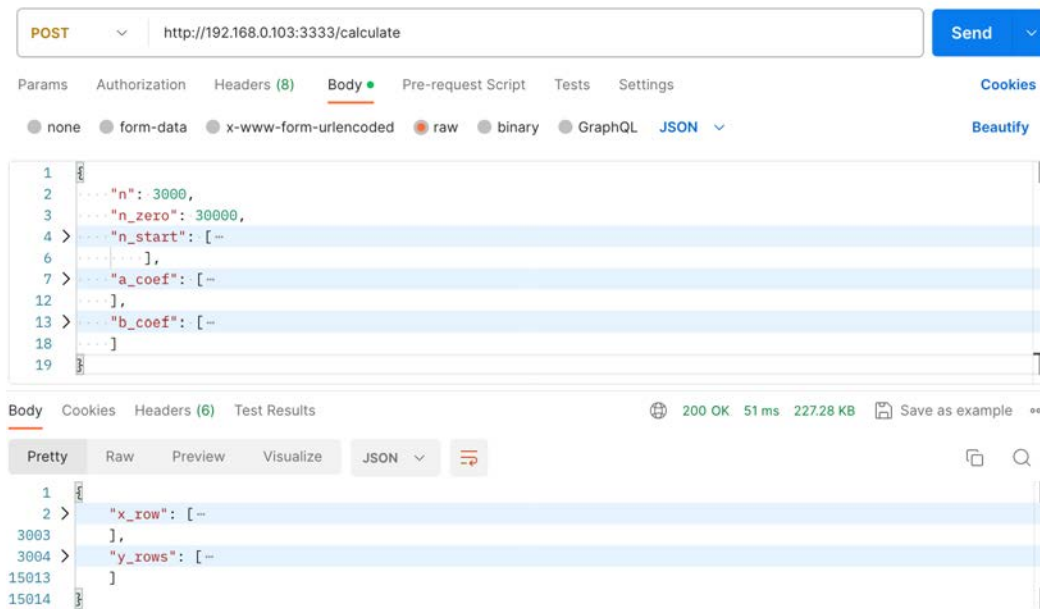 POST http://192.168.0.103:3333/calculate Send
Params Authorization Headers (8) Body Pre-request Script Tests Settings Cookies
none form-data x-www-form-urlencoded raw binary GraphQL JSON Beautify
1 {
2 "n": 3000,
3 "n_zero": 30000,
4 "n_start": [
6 ],
7 "a_coef": [
12 ],
13 "b_coef": [
18 ]
19 }
Body Cookies Headers (6) Test Results 200 OK 51 ms 227.28 KB Save as example
Pretty Raw Preview Visualize JSON
1 {
2 "x_row": [
3003 ],
3004 "y_rows": [
15013 ]
15014 }